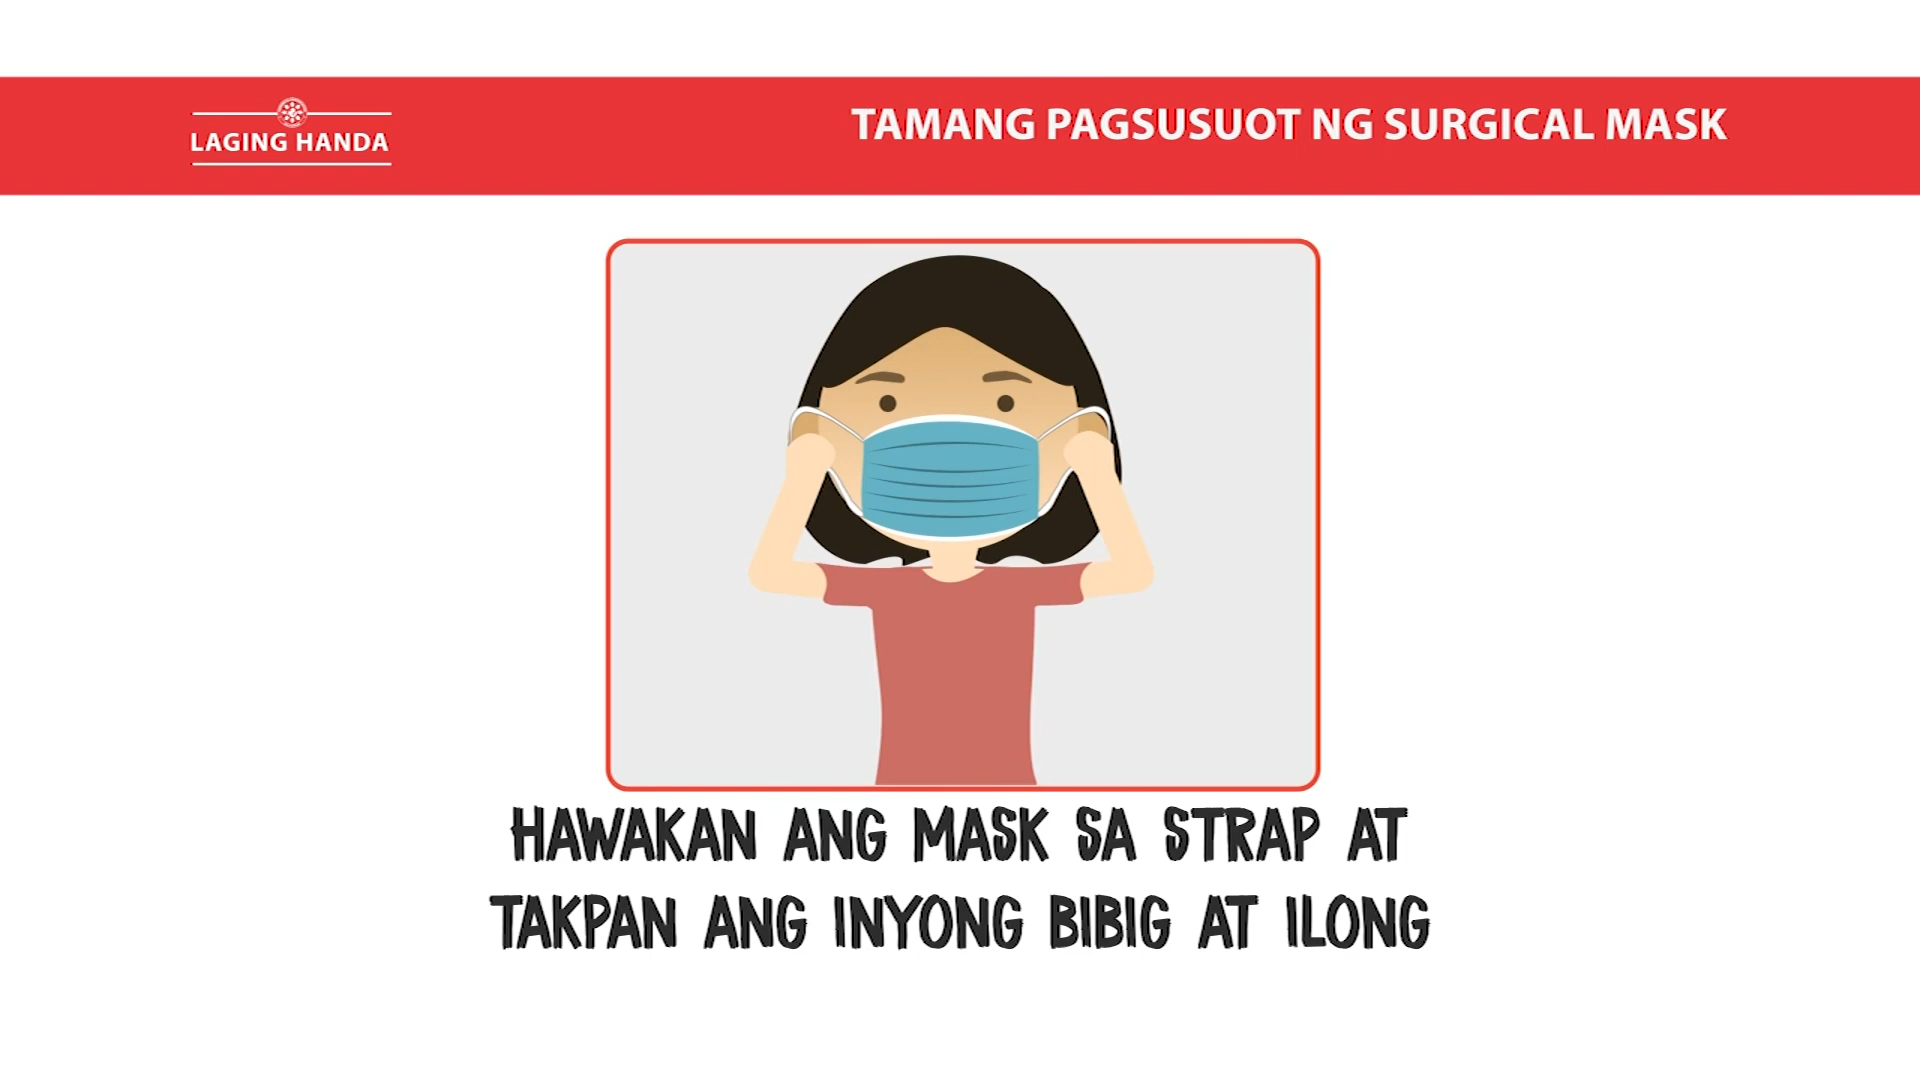 LAGING HANDA
TAMANG PAGSUSUOT NG SURGICAL MASK
HAWAKAN ANG MASK SA STRAP AT
TAKPAN ANG INYONG BIBIG AT ILONG